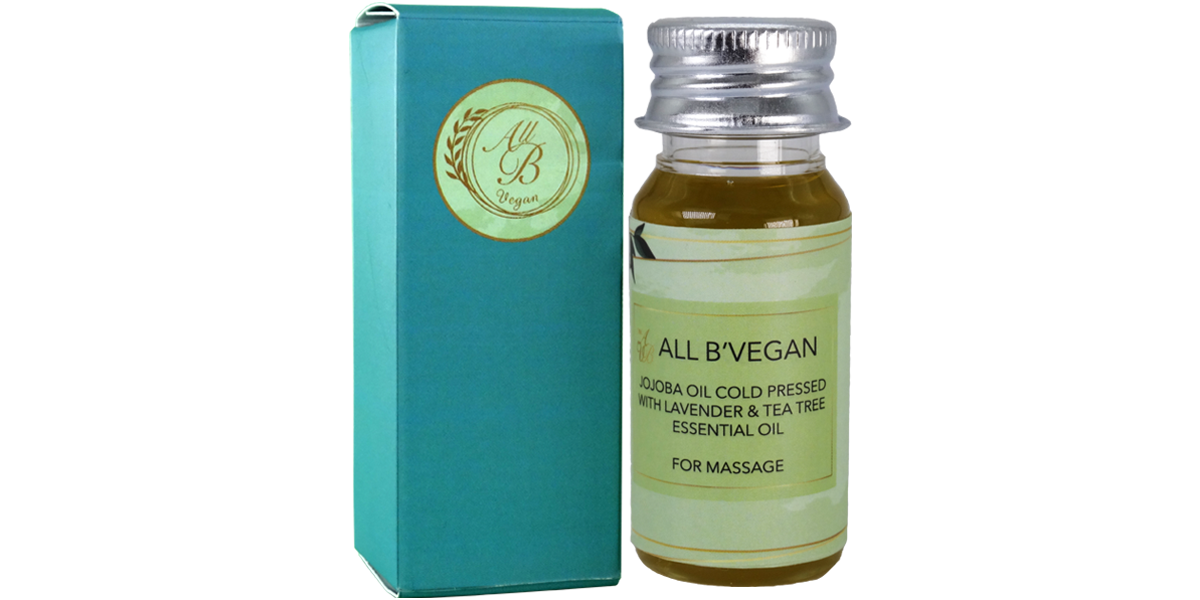 All
B
Vegan
ALL B'VEGAN
JOJOBA OIL COLD PRESSED
WITH LAVENDER & TEA TREE
ESSENTIAL OIL
FOR MASSAGE